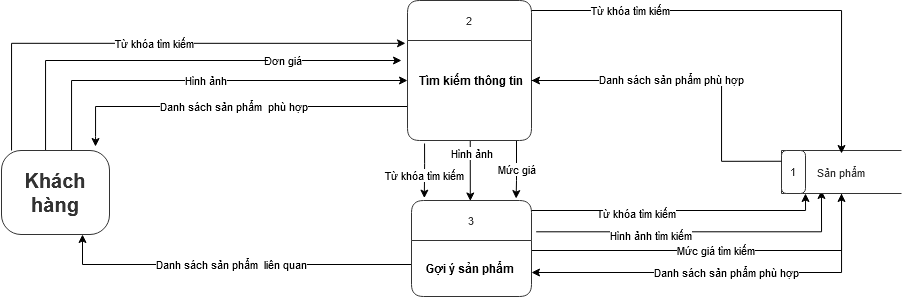 2
Từ khóa tìm kiếm
Từ khóa tìm kiếm
Đơn giá
Hình ảnh
Tìm kiếm thông tin
Danh sách sản phẩm phù hợp
Danh sách sản phẩm phù hợp
Hình ảnh
Mức giá
Từ khóa tìm kiếm
Khách
hàng
1
Sản phẩm
3
Từ khóa tìm kiếm
Hình ảnh tìm kiếm
Mức giá tìm kiếm
Danh sách sản phẩm liên quan
Gợi ý sản phẩm
Danh sách sản phẩm phù hợp